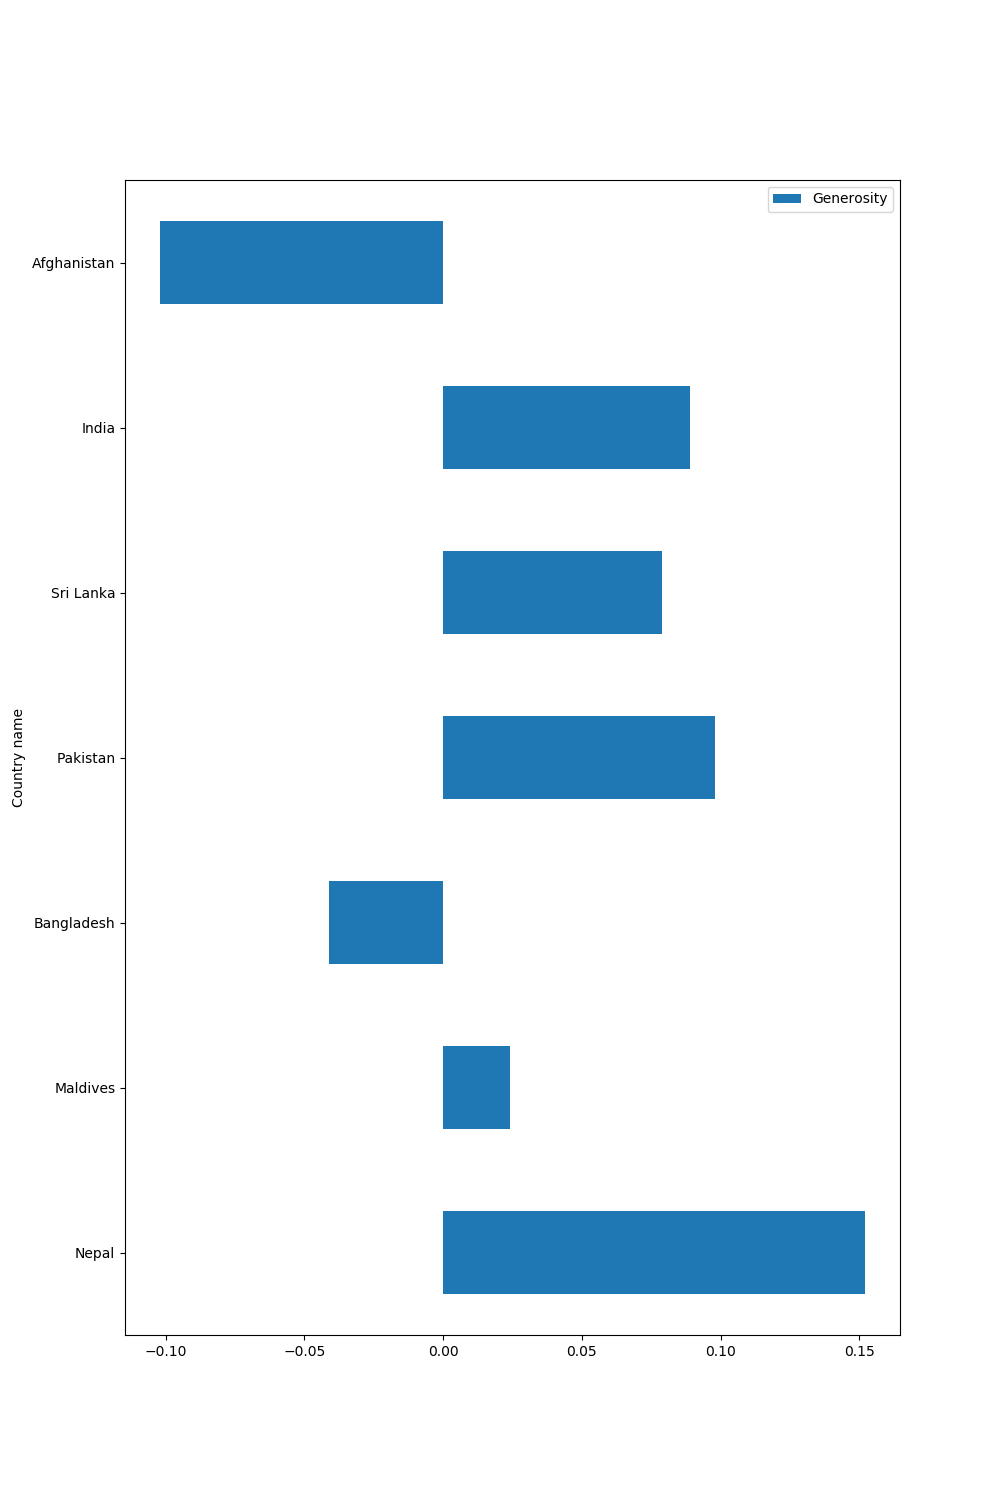 Generosity
Afghanistan
India
Sri Lanka
Pakistan
Bangladesh
Maldives
Nepal
Country name
−0.10 −0.05 0.00 0.05 0.10 0.15